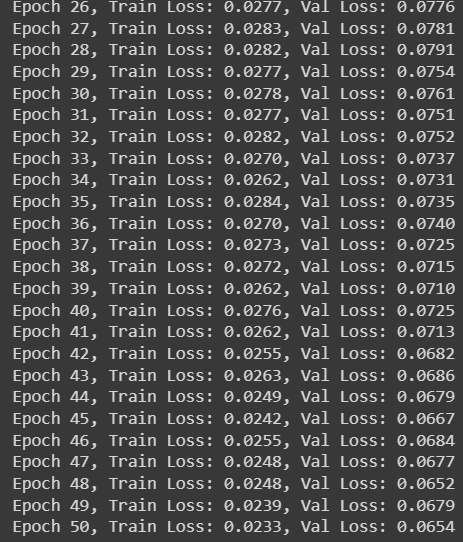 Epoch 26, Train Loss: 0.0277, Val Loss: 0.0776
Epoch 27, Train Loss: 0.0283, Val Loss: 0.0781
Epoch 28, Train Loss: 0.0282, Val Loss: 0.0791
Epoch 29, Train Loss: 0.0277, Val Loss: 0.0754
Epoch 30, Train Loss: 0.0278, Val Loss: 0.0761
Epoch 31, Train Loss: 0.0277, Val Loss: 0.0751
Epoch 32, Train Loss: 0.0282, Val Loss: 0.0752
Epoch 33, Train Loss: 0.0270, Val Loss: 0.0737
Epoch 34, Train Loss: 0.0262, Val Loss: 0.0731
Epoch 35, Train Loss: 0.0284, Val Loss: 0.0735
Epoch 36, Train Loss: 0.0270, Val Loss: 0.0740
Epoch 37, Train Loss: 0.0273, Val Loss: 0.0725
Epoch 38, Train Loss: 0.0272, Val Loss: 0.0715
Epoch 39, Train Loss: 0.0262, Val Loss: 0.0710
Epoch 40, Train Loss: 0.0276, Val Loss: 0.0725
Epoch 41, Train Loss: 0.0262, Val Loss: 0.0713
Epoch 42, Train Loss: 0.0255, Val Loss: 0.0682
Epoch 43, Train Loss: 0.0263, Val Loss: 0.0686
Epoch 44, Train Loss: 0.0249, Val Loss: 0.0679
Epoch 45, Train Loss: 0.0242, Val Loss: 0.0667
Epoch 46, Train Loss: 0.0255, Val Loss: 0.0684
Epoch 47, Train Loss: 0.0248, Val Loss: 0.0677
Epoch 48, Train Loss: 0.0248, Val Loss: 0.0652
Epoch 49, Train Loss: 0.0239, Val Loss: 0.0679
Epoch 50, Train Loss: 0.0233, Val Loss: 0.0654